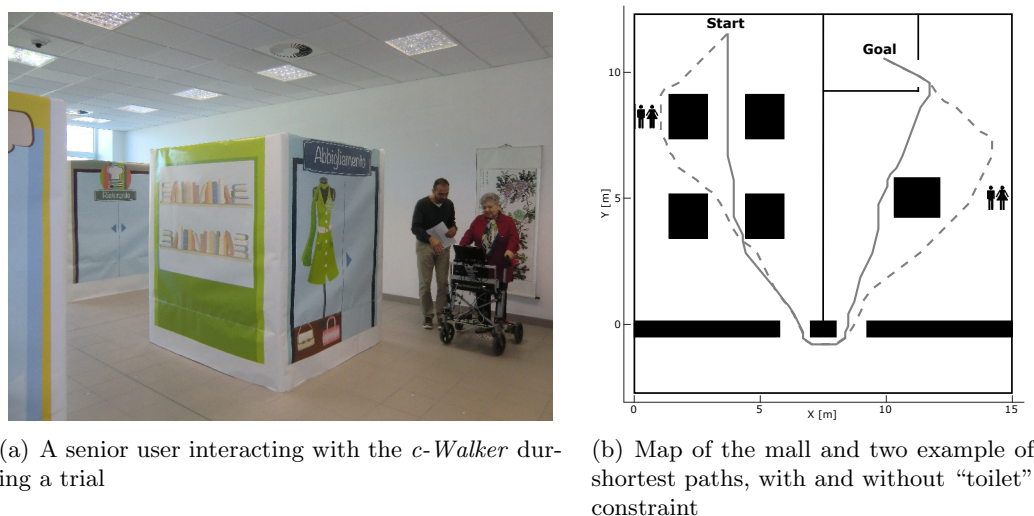 Ristorante
Abbigliamento
Start
Goal
10
5
0
Y [m]
0
5
10
15
X [m]
(a) A senior user interacting with the c-Walker dur-
ing a trial
(b) Map of the mall and two example of
shortest paths, with and without “toilet”
constraint